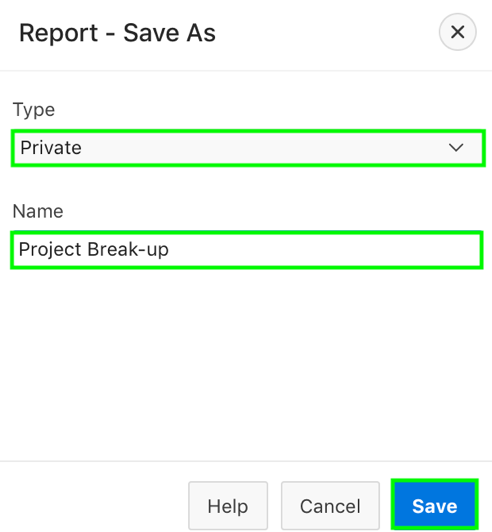 Report - Save As
Type
Private
Name
Project Break-up
Help Cancel Save